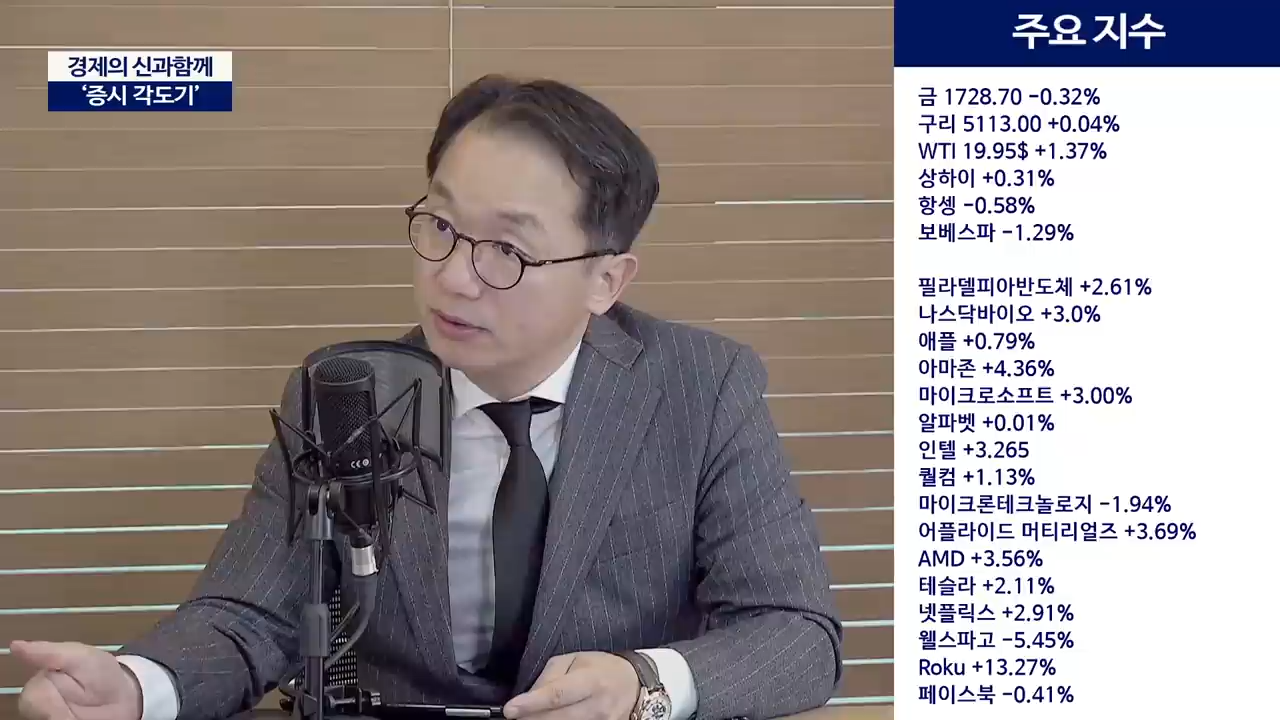 경제의 신과함께
‘증시 각도기’
주요 지수
금 1728.70 -0.32%
구리 5113.00 +0.04%
WTI 19.95$ +1.37%
상하이 +0.31%
항셍 -0.58%
보베스파 -1.29%
필라델피아반도체 +2.61%
나스닥바이오 +3.0%
애플 +0.79%
아마존 +4.36%
마이크로소프트 +3.00%
알파벳 +0.01%
인텔 +3.265
퀄컴 +1.13%
마이크론테크놀로지 -1.94%
어플라이드 머티리얼즈 +3.69%
AMD +3.56%
테슬라 +2.11%
넷플릭스 +2.91%
웰스파고 -5.45%
Roku +13.27%
페이스북 -0.41%